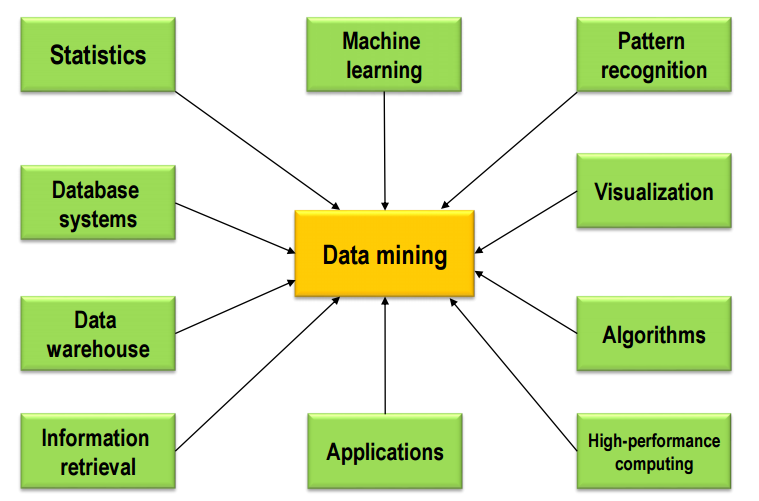 Statistics
Machine
learning
Pattern
recognition
Database
systems
Visualization
Data mining
Data
warehouse
Algorithms
Information
retrieval
Applications
High-performance
computing